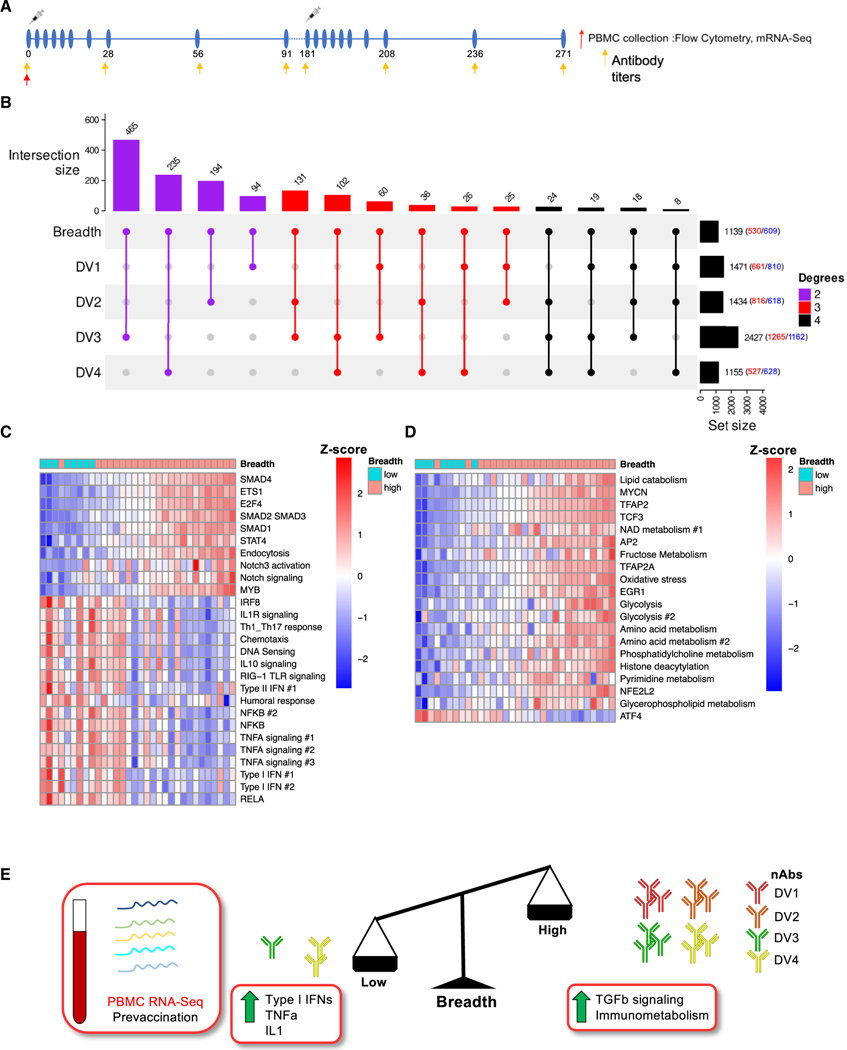 A
0
28
56
91
181
208
236
271
PBMC collection :Flow Cytometry, mRNA-Seq
Antibody
titers
B
Intersection
size
600
400
200
0
465
235
194
94
131
102
60
36
26
25
24
19
18
8
Breadth
DV1
DV2
DV3
DV4
1139 (530/609)
1471 (661/810)
1434 (816/618)
2427 (1265/1162)
1155 (527/628)
0
1000
2000
3000
4000
Set size
Degrees
2
3
4
C
Breadth
SMAD4
ETS1
E2F4
SMAD2 SMAD3
SMAD1
STAT4
Endocytosis
Notch3 activation
Notch signaling
MYB
IRF8
IL1R signaling
Th1_Th17 response
Chemotaxis
DNA Sensing
IL10 signaling
RIG−1 TLR signaling
Type II IFN #1
Humoral response
NFKB #2
NFKB
TNFA signaling #1
TNFA signaling #2
TNFA signaling #3
Type I IFN #1
Type I IFN #2
RELA
Z-score
2
1
0
−1
−2
Breadth
low
high
D
Breadth
Lipid catabolism
MYCN
TFAP2
TCF3
NAD metabolism #1
AP2
Fructose Metabolism
TFAP2A
Oxidative stress
EGR1
Glycolysis
Glycolysis #2
Amino acid metabolism
Amino acid metabolism #2
Phosphatidylcholine metabolism
Histone deacytylation
Pyrimidine metabolism
NFE2L2
Glycerophospholipid metabolism
ATF4
Z-score
2
1
0
−1
−2
Breadth
low
high
E
PBMC RNA-Seq
Prevaccination
Type I IFNs
TNFa
IL1
Low
Breadth
High
TGFb signaling
Immunometabolism
nAbs
DV1
DV2
DV3
DV4